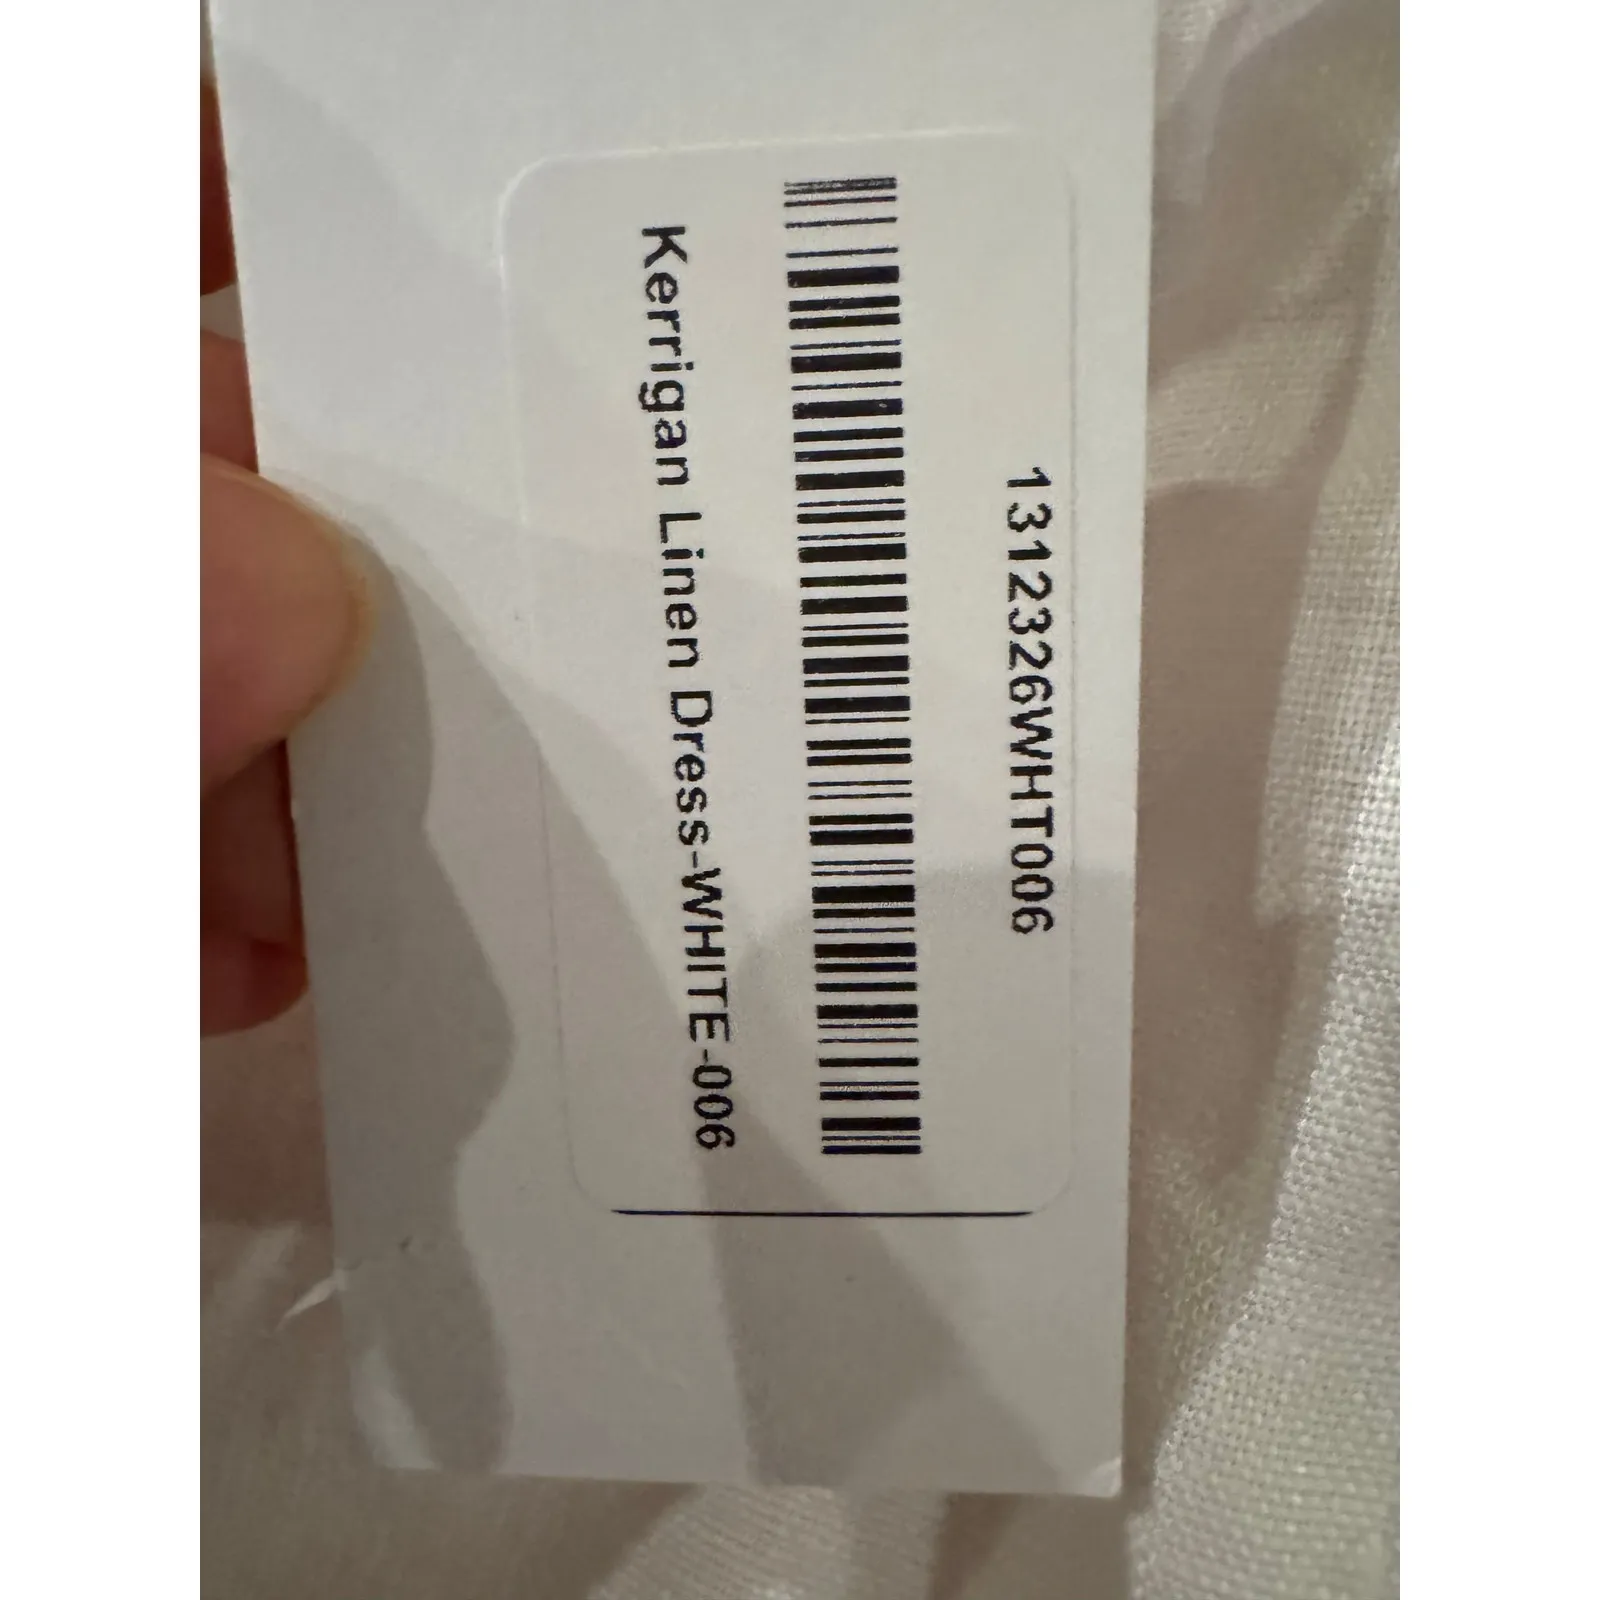 1312326WHT006
Kerrigan Linen Dress-WHITE-006